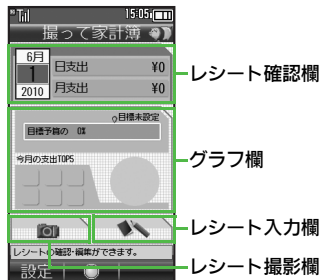 15:05
撮って家計簿
6月
1
2010
日支出 ¥0
月支出 ¥0
レシート確認欄
目標未設定
目標予算の 0%
今月の支出TOP5
グラフ欄
レシート入力欄
レシートの確認・編集ができます。
設定
レシート撮影欄